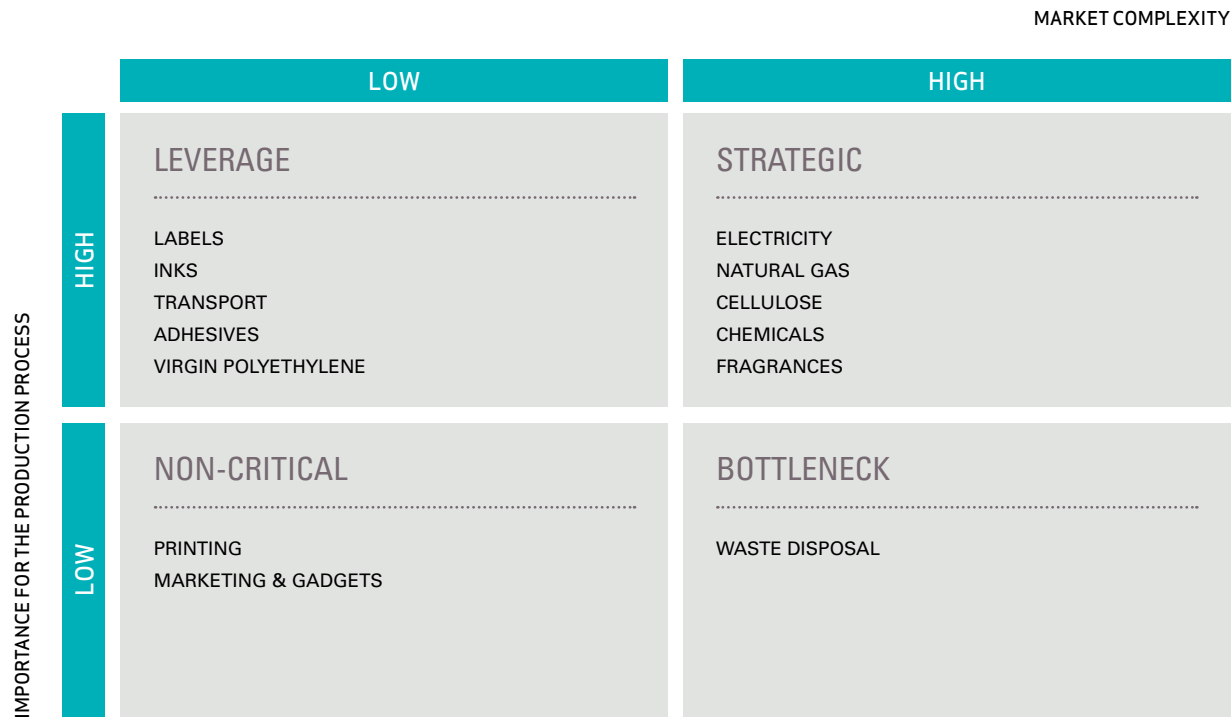 MARKET COMPLEXITY
LOW
HIGH
IMPORTANCE FOR THE PRODUCTION PROCESS
HIGH
LEVERAGE
LABELS
INKS
TRANSPORT
ADHESIVES
VIRGIN POLYETHYLENE
STRATEGIC
ELECTRICITY
NATURAL GAS
CELLULOSE
CHEMICALS
FRAGRANCES
LOW
NON-CRITICAL
PRINTING
MARKETING & GADGETS
BOTTLENECK
WASTE DISPOSAL